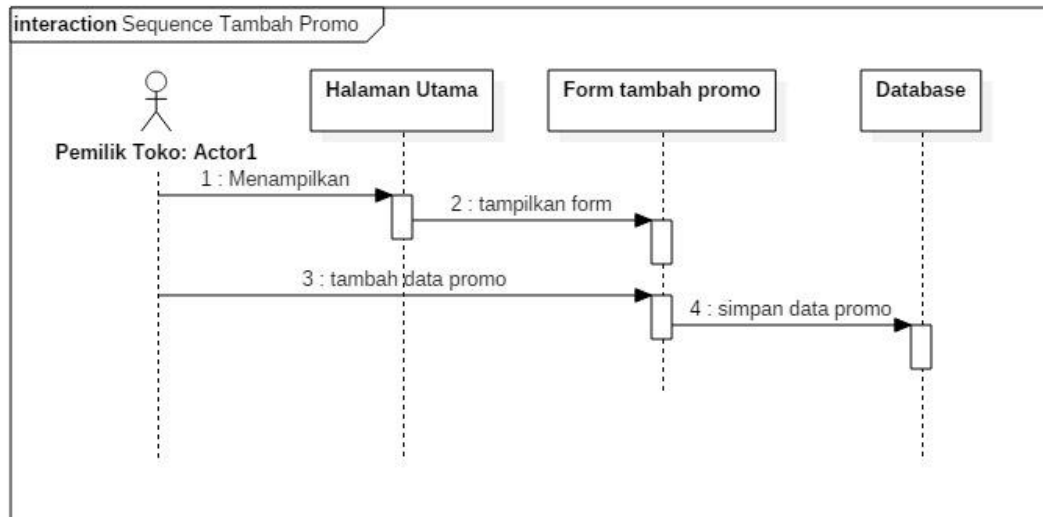 interaction Sequence Tambah Promo
Halaman Utama
Form tambah promo
Database
Pemilik Toko: Actor1
1 : Menampilkan
2 : tampilkan form
3 : tambah data promo
4 : simpan data promo